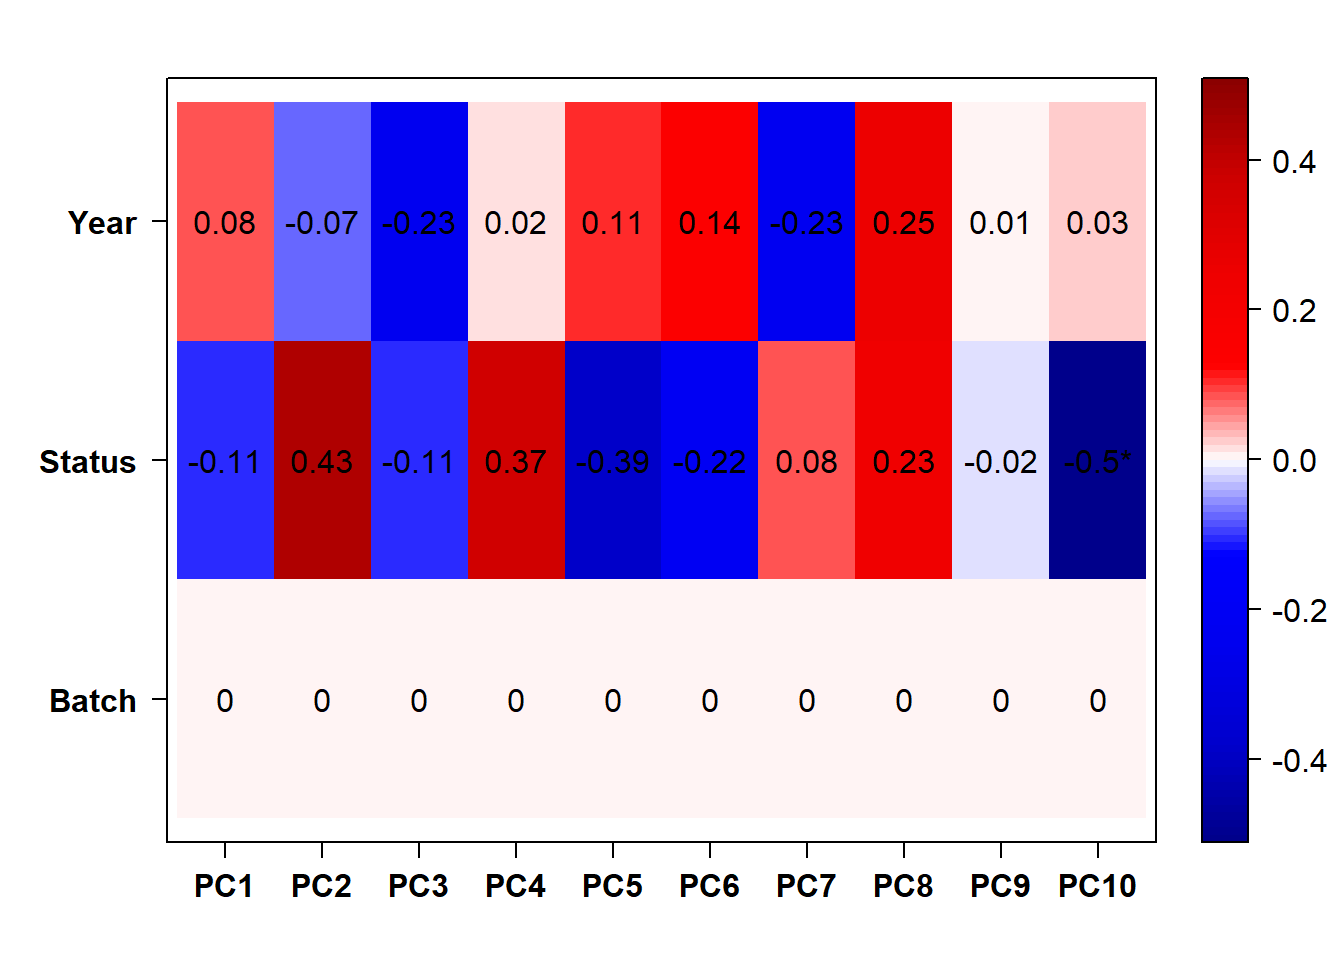 Year 0.08 -0.07 -0.23 0.02 0.11 0.14 -0.23 0.25 0.01 0.03
Status -0.11 0.43 -0.11 0.37 -0.39 -0.22 0.08 0.23 -0.02 -0.5*
Batch 0 0 0 0 0 0 0 0 0 0
PC1 PC2 PC3 PC4 PC5 PC6 PC7 PC8 PC9 PC10
0.4
0.2
0.0
-0.2
-0.4